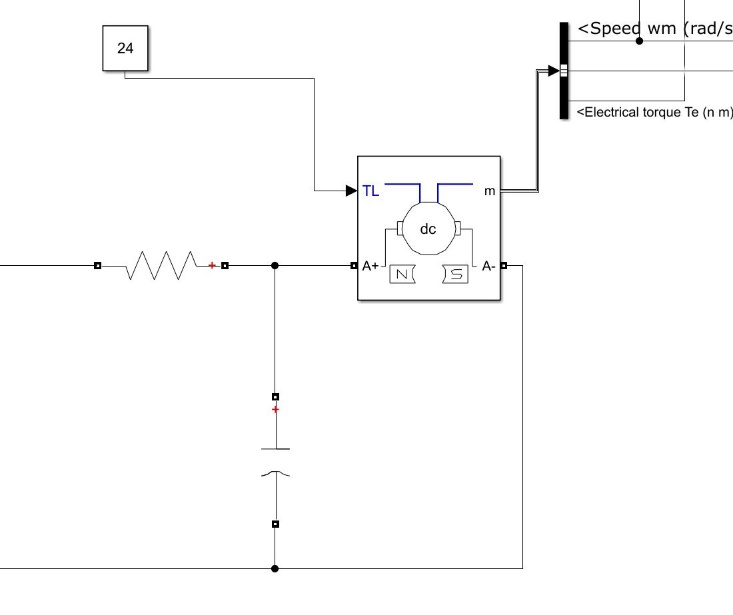 <Speed wm (rad/s
24
<Electrical torque Te (n m)
TL
m
dc
A+
A-
N
S
+
+